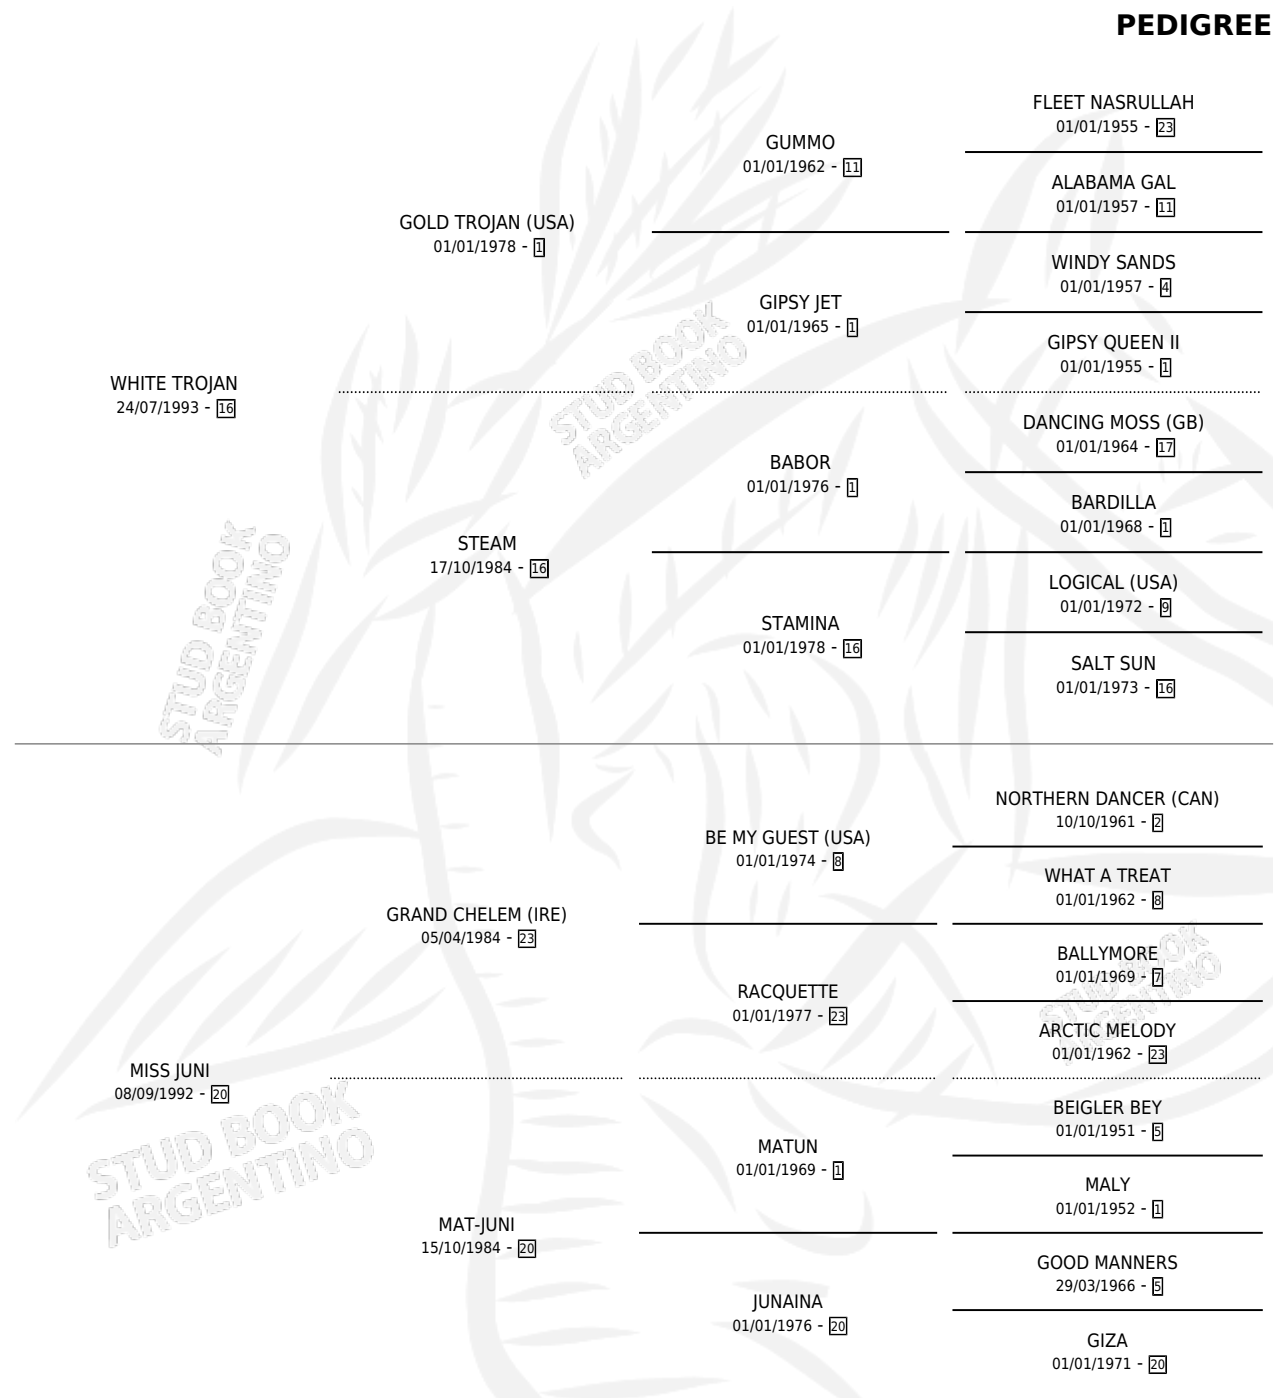 PEDIGREE
FLEET NASRULLAH
01/01/1955 - 23
GUMMO
01/01/1962 - 11
ALABAMA GAL
01/01/1957 - 11
GOLD TROJAN (USA)
01/01/1978 - 1
WINDY SANDS
01/01/1957 - 4
GIPSY JET
01/01/1965 - 1
GIPSY QUEEN II
01/01/1955 - 1
WHITE TROJAN
24/07/1993 - 16
STUD BOOK
ARGENTINO
DANCING MOSS (GB)
01/01/1964 - 17
BABOR
01/01/1976 - 1
BARDILLA
01/01/1968 - 1
STEAM
17/10/1984 - 16
LOGICAL (USA)
01/01/1972 - 9
STAMINA
01/01/1978 - 16
SALT SUN
01/01/1973 - 16
STUD BOOK
ARGENTINO
NORTHERN DANCER (CAN)
10/10/1961 - 2
BE MY GUEST (USA)
01/01/1974 - 8
WHAT A TREAT
01/01/1962 - 8
GRAND CHELEM (IRE)
05/04/1984 - 23
BALLYMORE
01/01/1969 - 7
RACQUETTE
01/01/1977 - 23
ARCTIC MELODY
01/01/1962 - 23
STUD BOOK
ARGENTINO
MISS JUNI
08/09/1992 - 20
BEIGLER BEY
01/01/1951 - 5
MATUN
01/01/1969 - 1
MALY
01/01/1952 - 1
MAT-JUNI
15/10/1984 - 20
GOOD MANNERS
29/03/1966 - 5
JUNAINA
01/01/1976 - 20
GIZA
01/01/1971 - 20
STUD BOOK
ARGENTINO